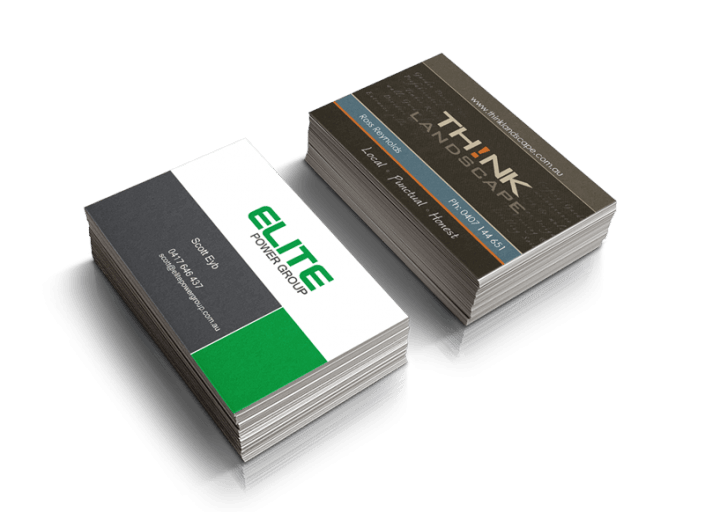 ELITE
POWER GROUP
Scott Eyb
0417 646 437
scott@elitepowergroup.com.au
www.thinklandscape.com.au
TH!NK
LANDSCAPE
Ross Reynolds
Ph: 0407 144 651
Local · Punctual · Honest